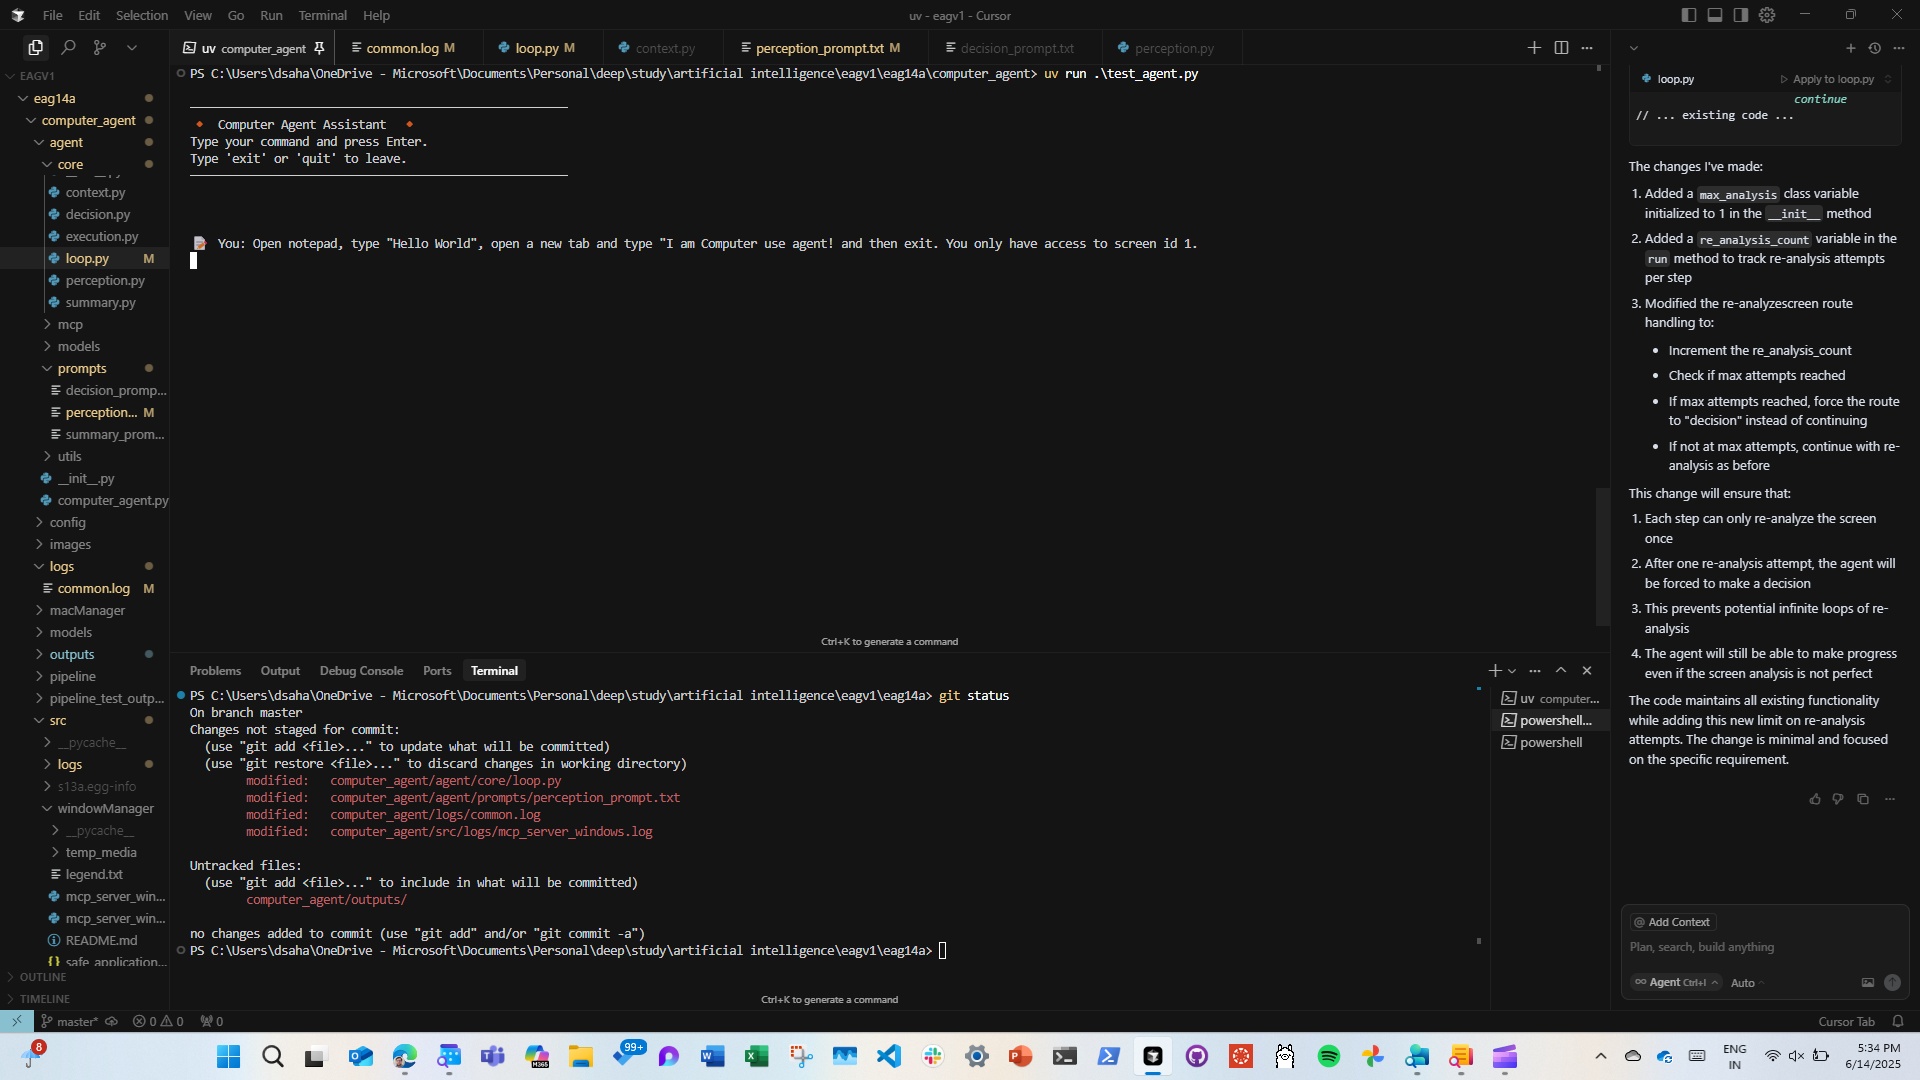 File Edit Selection View Go Run Terminal Help
uv - eagv1 - Cursor
uv computer_agent
common.log M
loop.py M
context.py
perception_prompt.txt M
decision_prompt.txt
perception.py
EAGV1
eag14a
computer_agent
agent
core
context.py
decision.py
execution.py
loop.py M
perception.py
summary.py
mcp
models
prompts
decision_promp...
perception... M
summary_prom...
utils
__init__.py
computer_agent.py
config
images
logs
common.log M
macManager
models
outputs
pipeline
pipeline_test_outp...
src
__pycache__
logs
s13a.egg-info
windowManager
__pycache__
temp_media
legend.txt
mcp_server_win...
mcp_server_win...
README.md
safe_application...
OUTLINE
TIMELINE
PS C:\Users\dsaha\OneDrive - Microsoft\Documents\Personal\deep\study\artificial intelligence\eagv1\eag14a\computer_agent> uv run .\test_agent.py
Computer Agent Assistant
Type your command and press Enter.
Type 'exit' or 'quit' to leave.
You: Open notepad, type "Hello World", open a new tab and type "I am Computer use agent! and then exit. You only have access to screen id 1.
Ctrl+K to generate a command
Problems Output Debug Console Ports Terminal
PS C:\Users\dsaha\OneDrive - Microsoft\Documents\Personal\deep\study\artificial intelligence\eagv1\eag14a> git status
On branch master
Changes not staged for commit:
(use "git add <file>..." to update what will be committed)
(use "git restore <file>..." to discard changes in working directory)
modified: computer_agent/agent/core/loop.py
modified: computer_agent/agent/prompts/perception_prompt.txt
modified: computer_agent/logs/common.log
modified: computer_agent/src/logs/mcp_server_windows.log
Untracked files:
(use "git add <file>..." to include in what will be committed)
computer_agent/outputs/
no changes added to commit (use "git add" and/or "git commit -a")
PS C:\Users\dsaha\OneDrive - Microsoft\Documents\Personal\deep\study\artificial intelligence\eagv1\eag14a>
Ctrl+K to generate a command
uv computer...
powershell...
powershell
loop.py
Apply to loop.py
continue
// ... existing code ...
The changes I've made:
1. Added a max_analysis class variable
initialized to 1 in the __init__ method
2. Added a re_analysis_count variable in the
run method to track re-analysis attempts
per step
3. Modified the re-analyzescreen route
handling to:
• Increment the re_analysis_count
• Check if max attempts reached
• If max attempts reached, force the route
to "decision" instead of continuing
• If not at max attempts, continue with re-
analysis as before
This change will ensure that:
1. Each step can only re-analyze the screen
once
2. After one re-analysis attempt, the agent will
be forced to make a decision
3. This prevents potential infinite loops of re-
analysis
4. The agent will still be able to make progress
even if the screen analysis is not perfect
The code maintains all existing functionality
while adding this new limit on re-analysis
attempts. The change is minimal and focused
on the specific requirement.
@ Add Context
Plan, search, build anything
Agent Ctrl+I
Auto
master* 0 0 0
Cursor Tab
8
99+
M365
ENG
IN
5:34 PM
6/14/2025